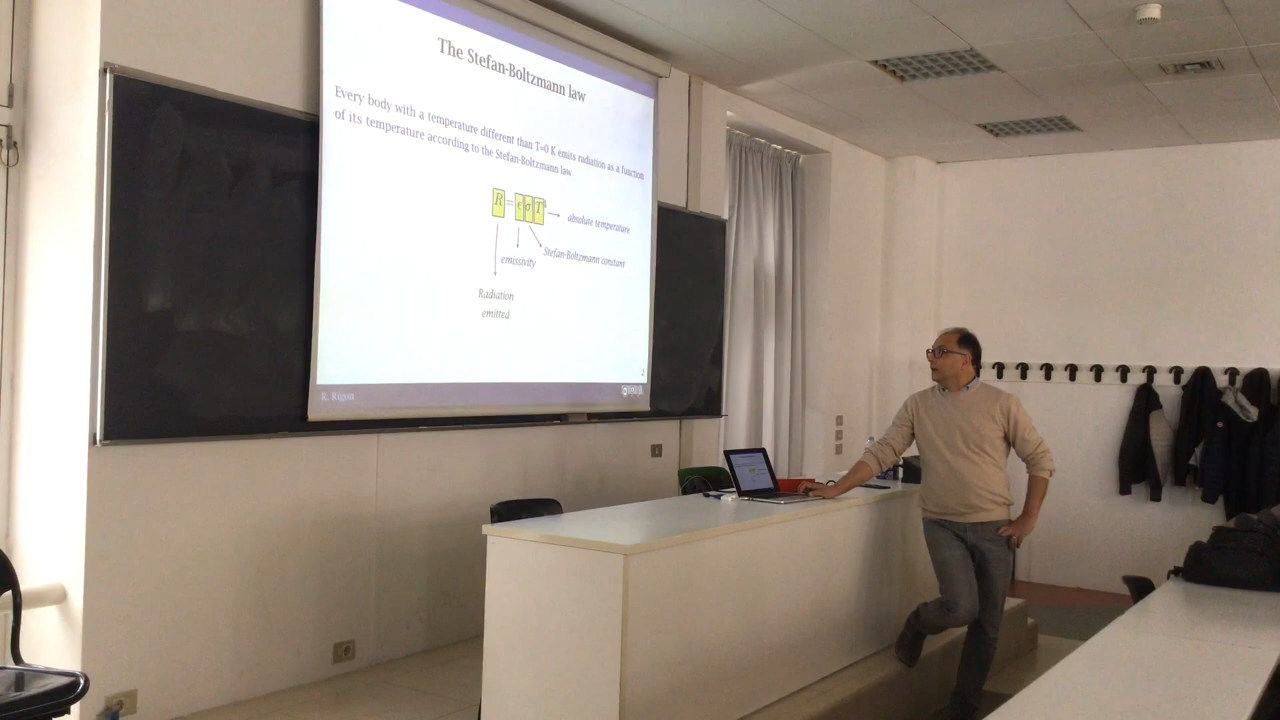 The Stefan-Boltzmann law
Every body with a temperature different than T=0 K emits radiation as a function
of its temperature according to the Stefan-Boltzmann law
R = ϵ σ T⁴
absolute temperature
Stefan-Boltzmann constant
emissivity
Radiation
emitted
R. Rigon